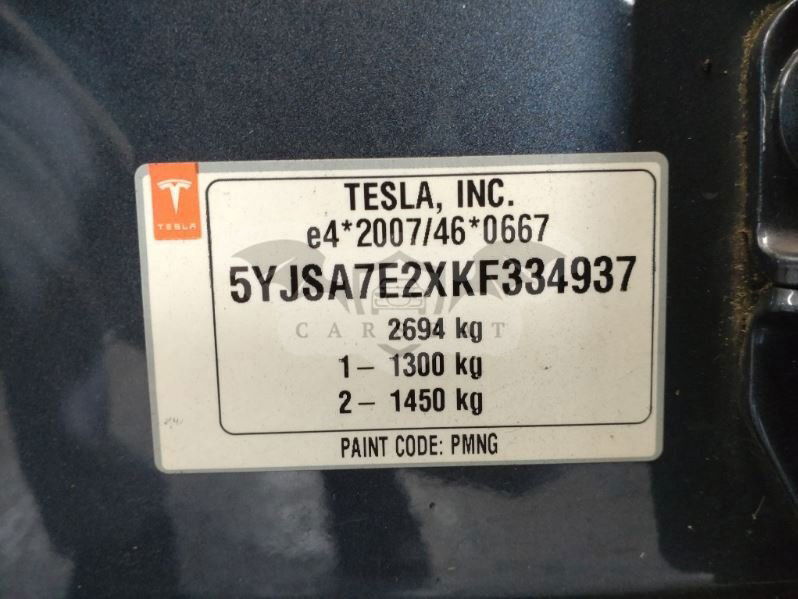 TESLA
TESLA, INC.
e4*2007/46*0667
5YJSA7E2XKF334937
2694 kg
1– 1300 kg
2– 1450 kg
PAINT CODE: PMNG